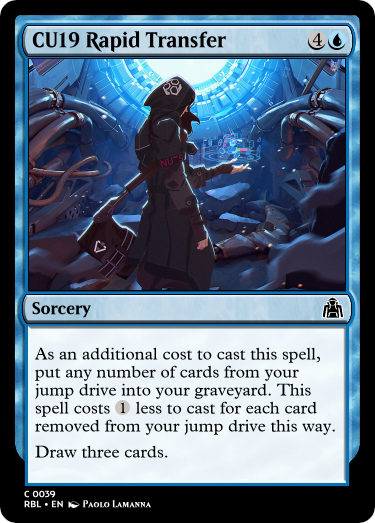 CU19 Rapid Transfer 4
Sorcery
As an additional cost to cast this spell,
put any number of cards from your
jump drive into your graveyard. This
spell costs 1 less to cast for each card
removed from your jump drive this way.
Draw three cards.
C 0039
RBL • EN Paolo Lamanna